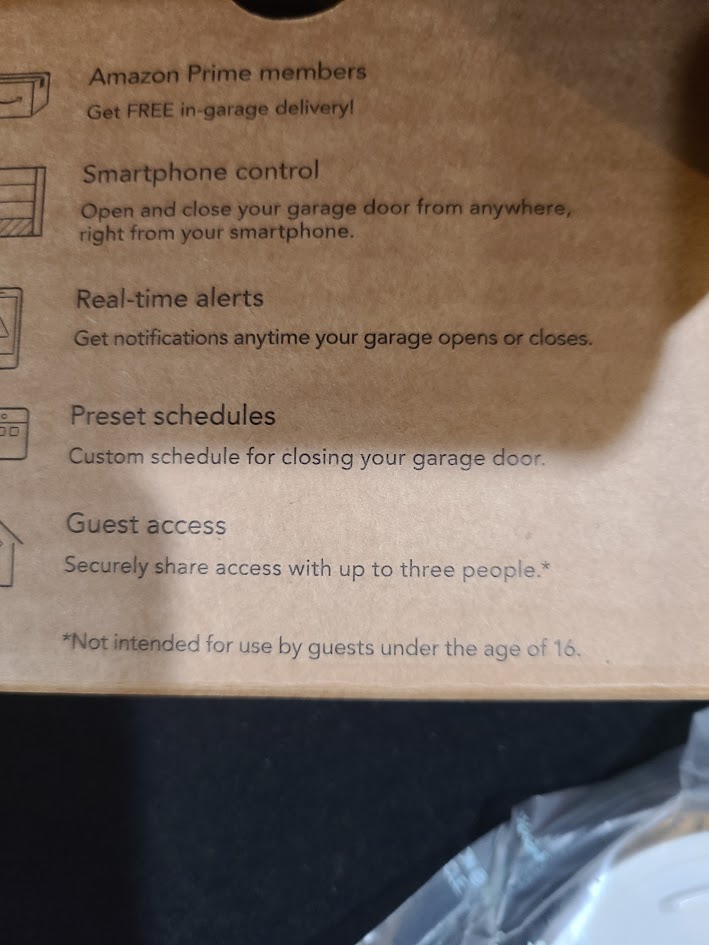 Amazon Prime members
Get FREE in-garage delivery!
Smartphone control
Open and close your garage door from anywhere,
right from your smartphone.
Real-time alerts
Get notifications anytime your garage opens or closes.
Preset schedules
Custom schedule for closing your garage door.
Guest access
Securely share access with up to three people.*
*Not intended for use by guests under the age of 16.